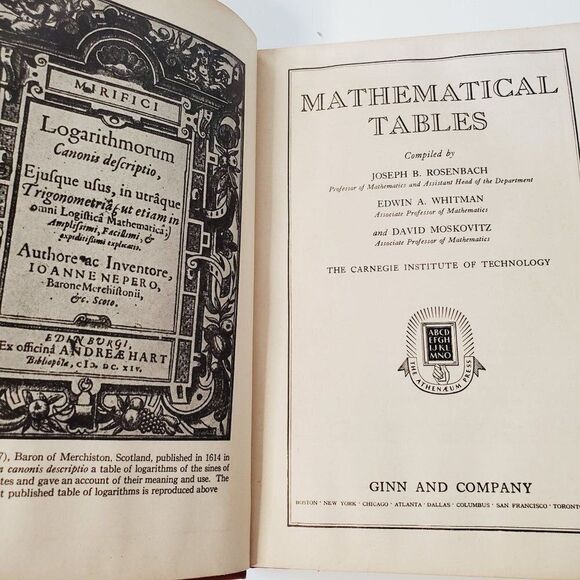 MIRIFICI
Logarithmorum
Canonis descriptio,
Ejusque usus, in utrâque
Trigonometria; ut etiam in
omni Logistica Mathematica,
Amplissimi, Facillimi, &
expeditissimi explicatio.
Authore ac Inventore,
IOANNE NEPERO,
Barone Merchistonii,
&c. Scoto.
EDINBURGI,
Ex officinâ ANDREÆ HART
Bibliopôlæ, CIↃ. DC. XIV.
7), Baron of Merchiston, Scotland, published in 1614 in
canonis descriptio a table of logarithms of the sines of
tes and gave an account of their meaning and use. The
t published table of logarithms is reproduced above
MATHEMATICAL
TABLES
Compiled by
JOSEPH B. ROSENBACH
Professor of Mathematics and Assistant Head of the Department
EDWIN A. WHITMAN
Associate Professor of Mathematics
and DAVID MOSKOVITZ
Associate Professor of Mathematics
THE CARNEGIE INSTITUTE OF TECHNOLOGY
ABCD
EFGH
IJKL
MNO
THE ATHENÆUM PRESS
GINN AND COMPANY
BOSTON · NEW YORK · CHICAGO · ATLANTA · DALLAS · COLUMBUS · SAN FRANCISCO · TORONTO